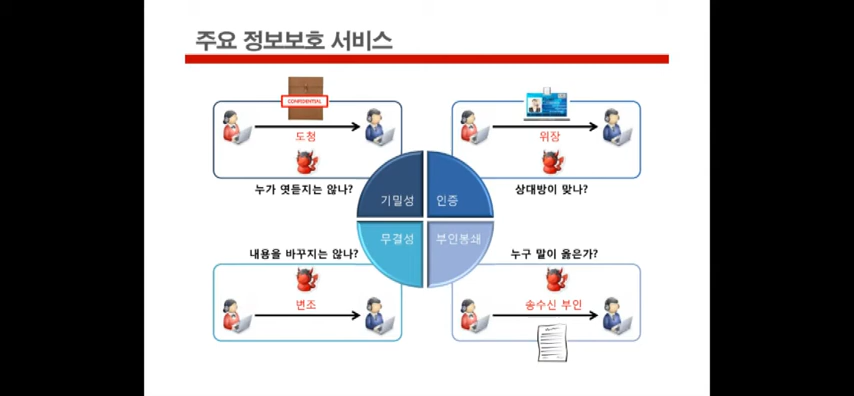 주요 정보보호 서비스
CONFIDENTIAL
도청
누가 엿듣지는 않나?
위장
상대방이 맞나?
기밀성
인증
무결성
부인봉쇄
내용을 바꾸지는 않나?
변조
누구 말이 옳은가?
송수신 부인